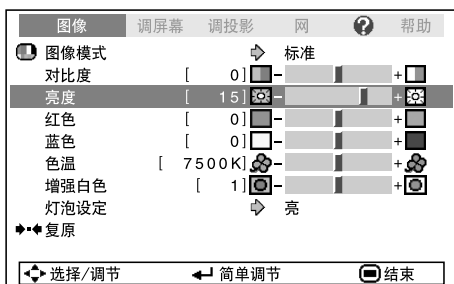 图像 调屏幕 调投影 网 ? 帮助
图像模式 标准
对比度 [ 0] - +
亮度 [ 15] - +
红色 [ 0] - +
蓝色 [ 0] - +
色温 [ 7500K] - +
增强白色 [ 1] - +
灯泡设定 亮
复原
选择/调节 简单调节 结束